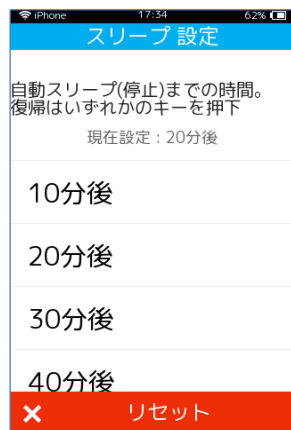 iPhone 17:34 62%
スリープ 設定
自動スリープ(停止)までの時間。
復帰はいずれかのキーを押下
現在設定：20分後
10分後
20分後
30分後
40分後
× リセット